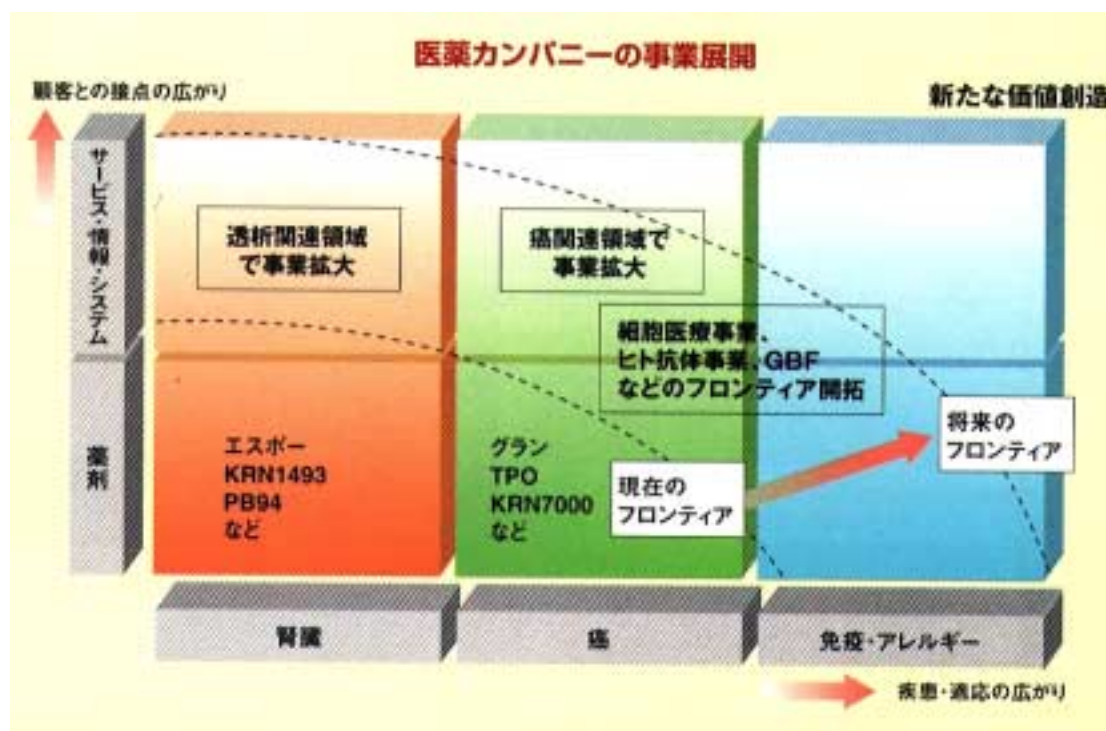 医薬カンパニーの事業展開
顧客との接点の広がり
新たな価値創造
サービス・情報・システム
透析関連領域
で事業拡大
癌関連領域で
事業拡大
細胞医療事業、
ヒト抗体事業、GBF
などのフロンティア開拓
将来の
フロンティア
薬剤
エスポー
KRN1493
PB94
など
グラン
TPO
KRN7000
など
現在の
フロンティア
腎臓
癌
免疫・アレルギー
疾患・適応の広がり